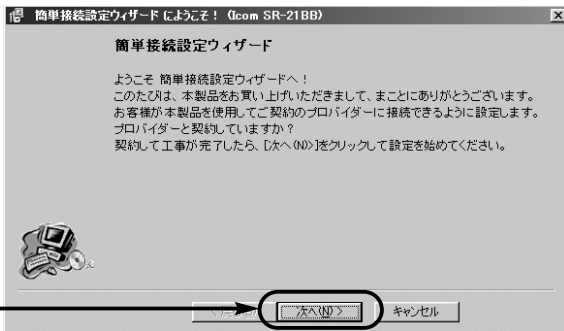 簡単接続設定ウィザード にようこそ！ (Icom SR-21BB)
簡単接続設定ウィザード
ようこそ 簡単接続設定ウィザードへ！
このたびは、本製品をお買い上げいただきまして、まことにありがとうございます。
お客様が本製品を使用してご契約のプロバイダーに接続できるように設定します。
プロバイダーと契約していますか？
契約して工事が完了したら、[次へ(N)>]をクリックして設定を始めてください。
次へ(N) > キャンセル